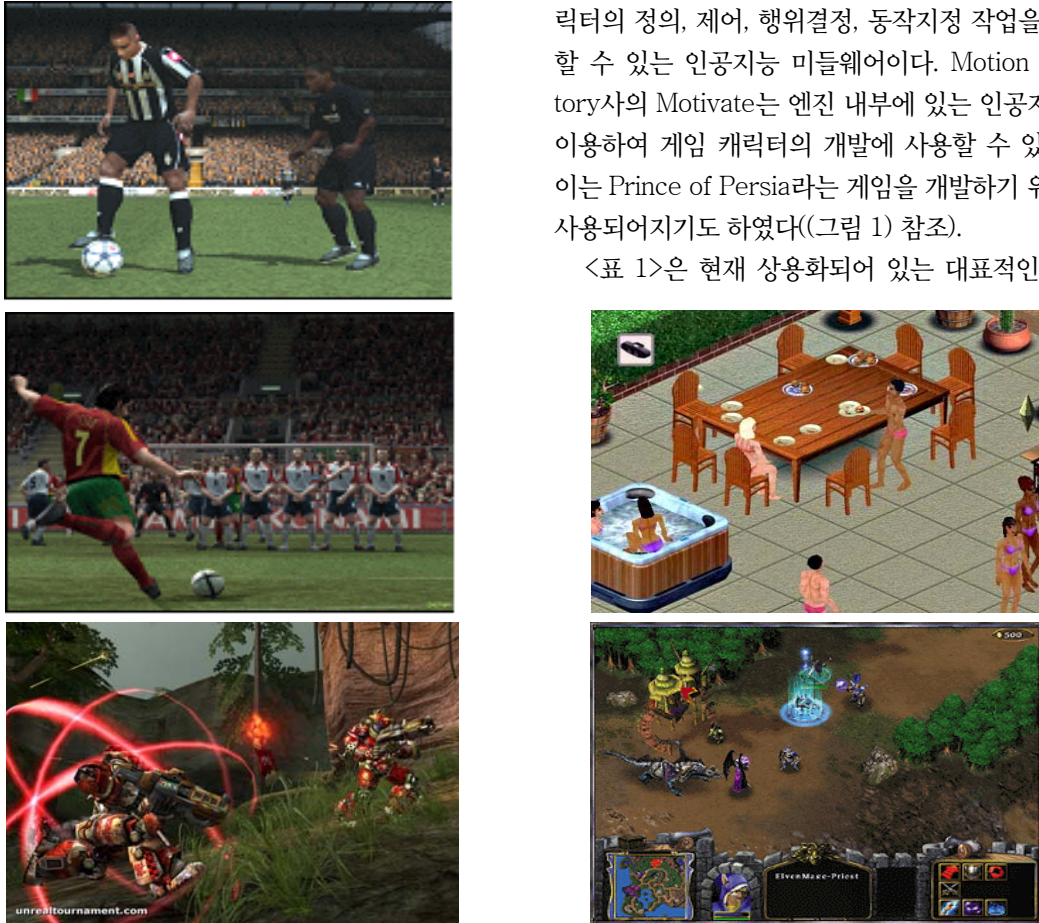 릭터의 정의, 제어, 행위결정, 동작지정 작업을
할 수 있는 인공지능 미들웨어이다. Motion
tory사의 Motivate는 엔진 내부에 있는 인공지
이용하여 게임 캐릭터의 개발에 사용할 수 있
이는 Prince of Persia라는 게임을 개발하기 위
사용되어지기도 하였다((그림 1) 참조).
<표 1>은 현재 상용화되어 있는 대표적인
7
KONAMI
unrealtournament.com
500
ElvenMage-Priest